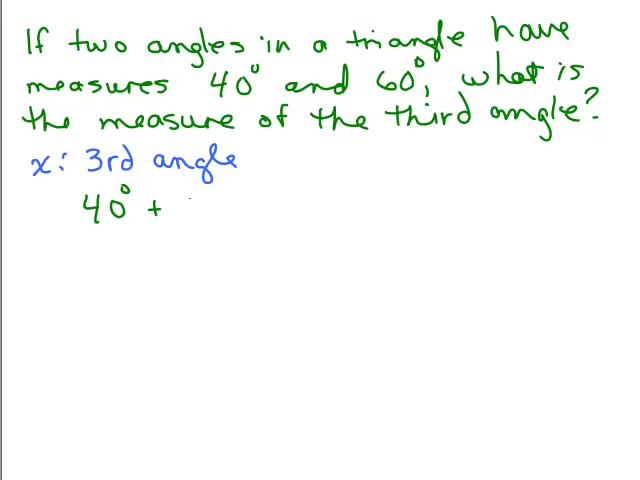 If two angles in a triangle have
measures 40° and 60°, what is
the measure of the third angle?
x: 3rd angle
40° +